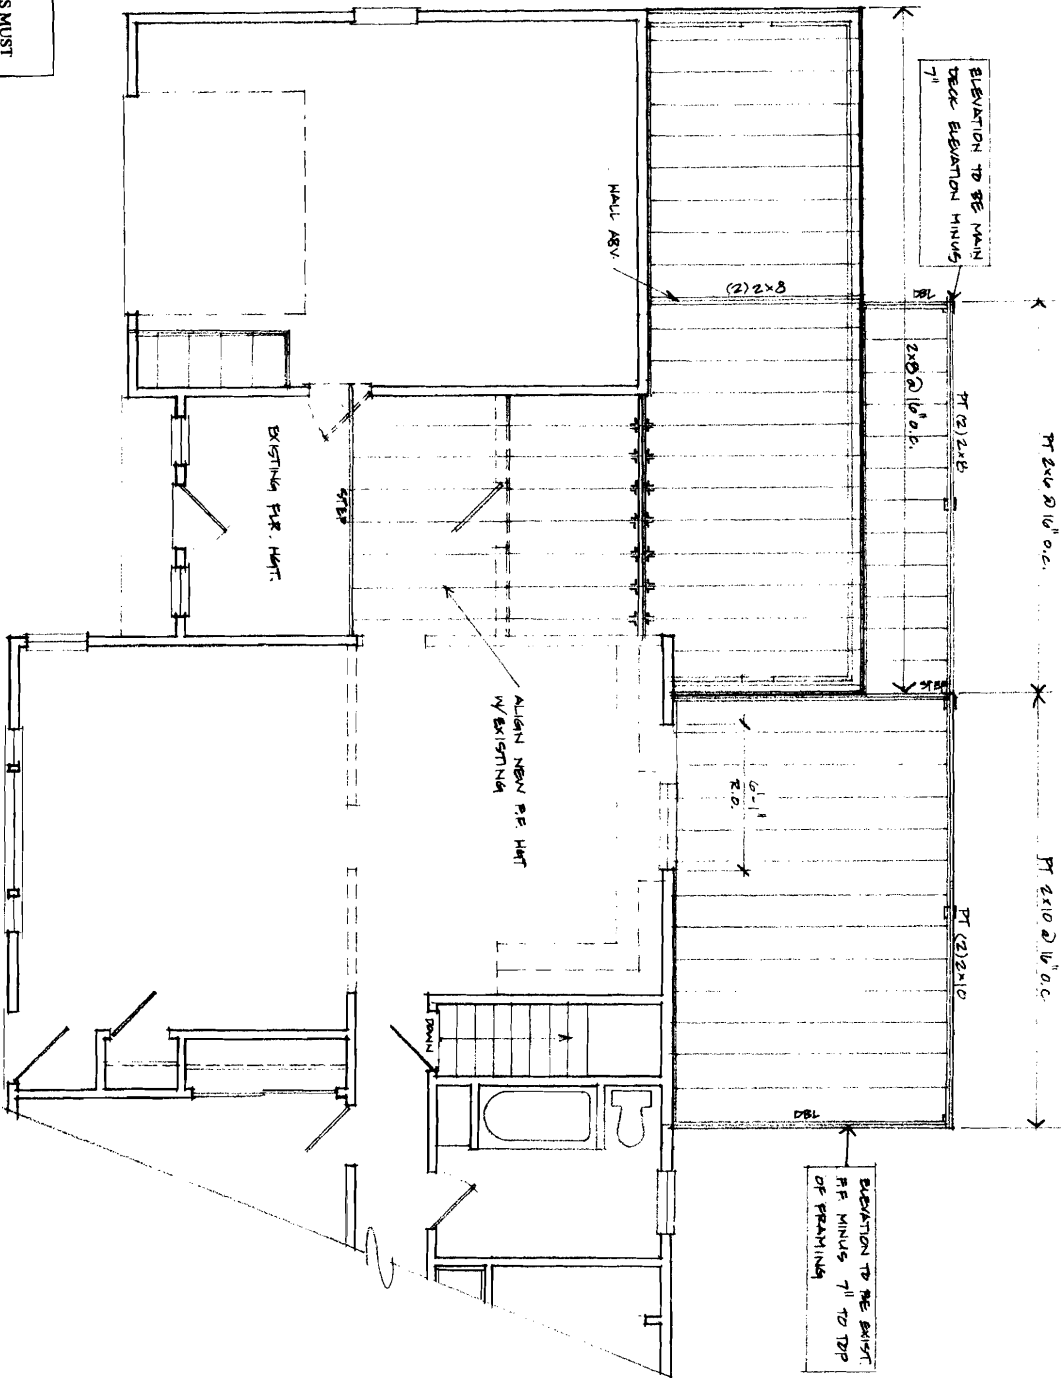 S MUST
ELEVATION TO BE MAIN
DECK ELEVATION MINUS
7"
PT 2x6 @ 16" O.C.
PT 2x10 @ 16" O.C.
DBL
PT (2) 2x8
2x8 @ 16" O.C.
(2) 2x8
WALL ABV.
STEP
EXISTING FLR. HGT.
STEP
ALIGN NEW F.F. HGT
W/ EXISTING
6'-1"
R.O.
PT (2) 2x10
DBL
DOWN
ELEVATION TO BE EXIST.
F.F. MINUS 7" TO TOP
OF FRAMING